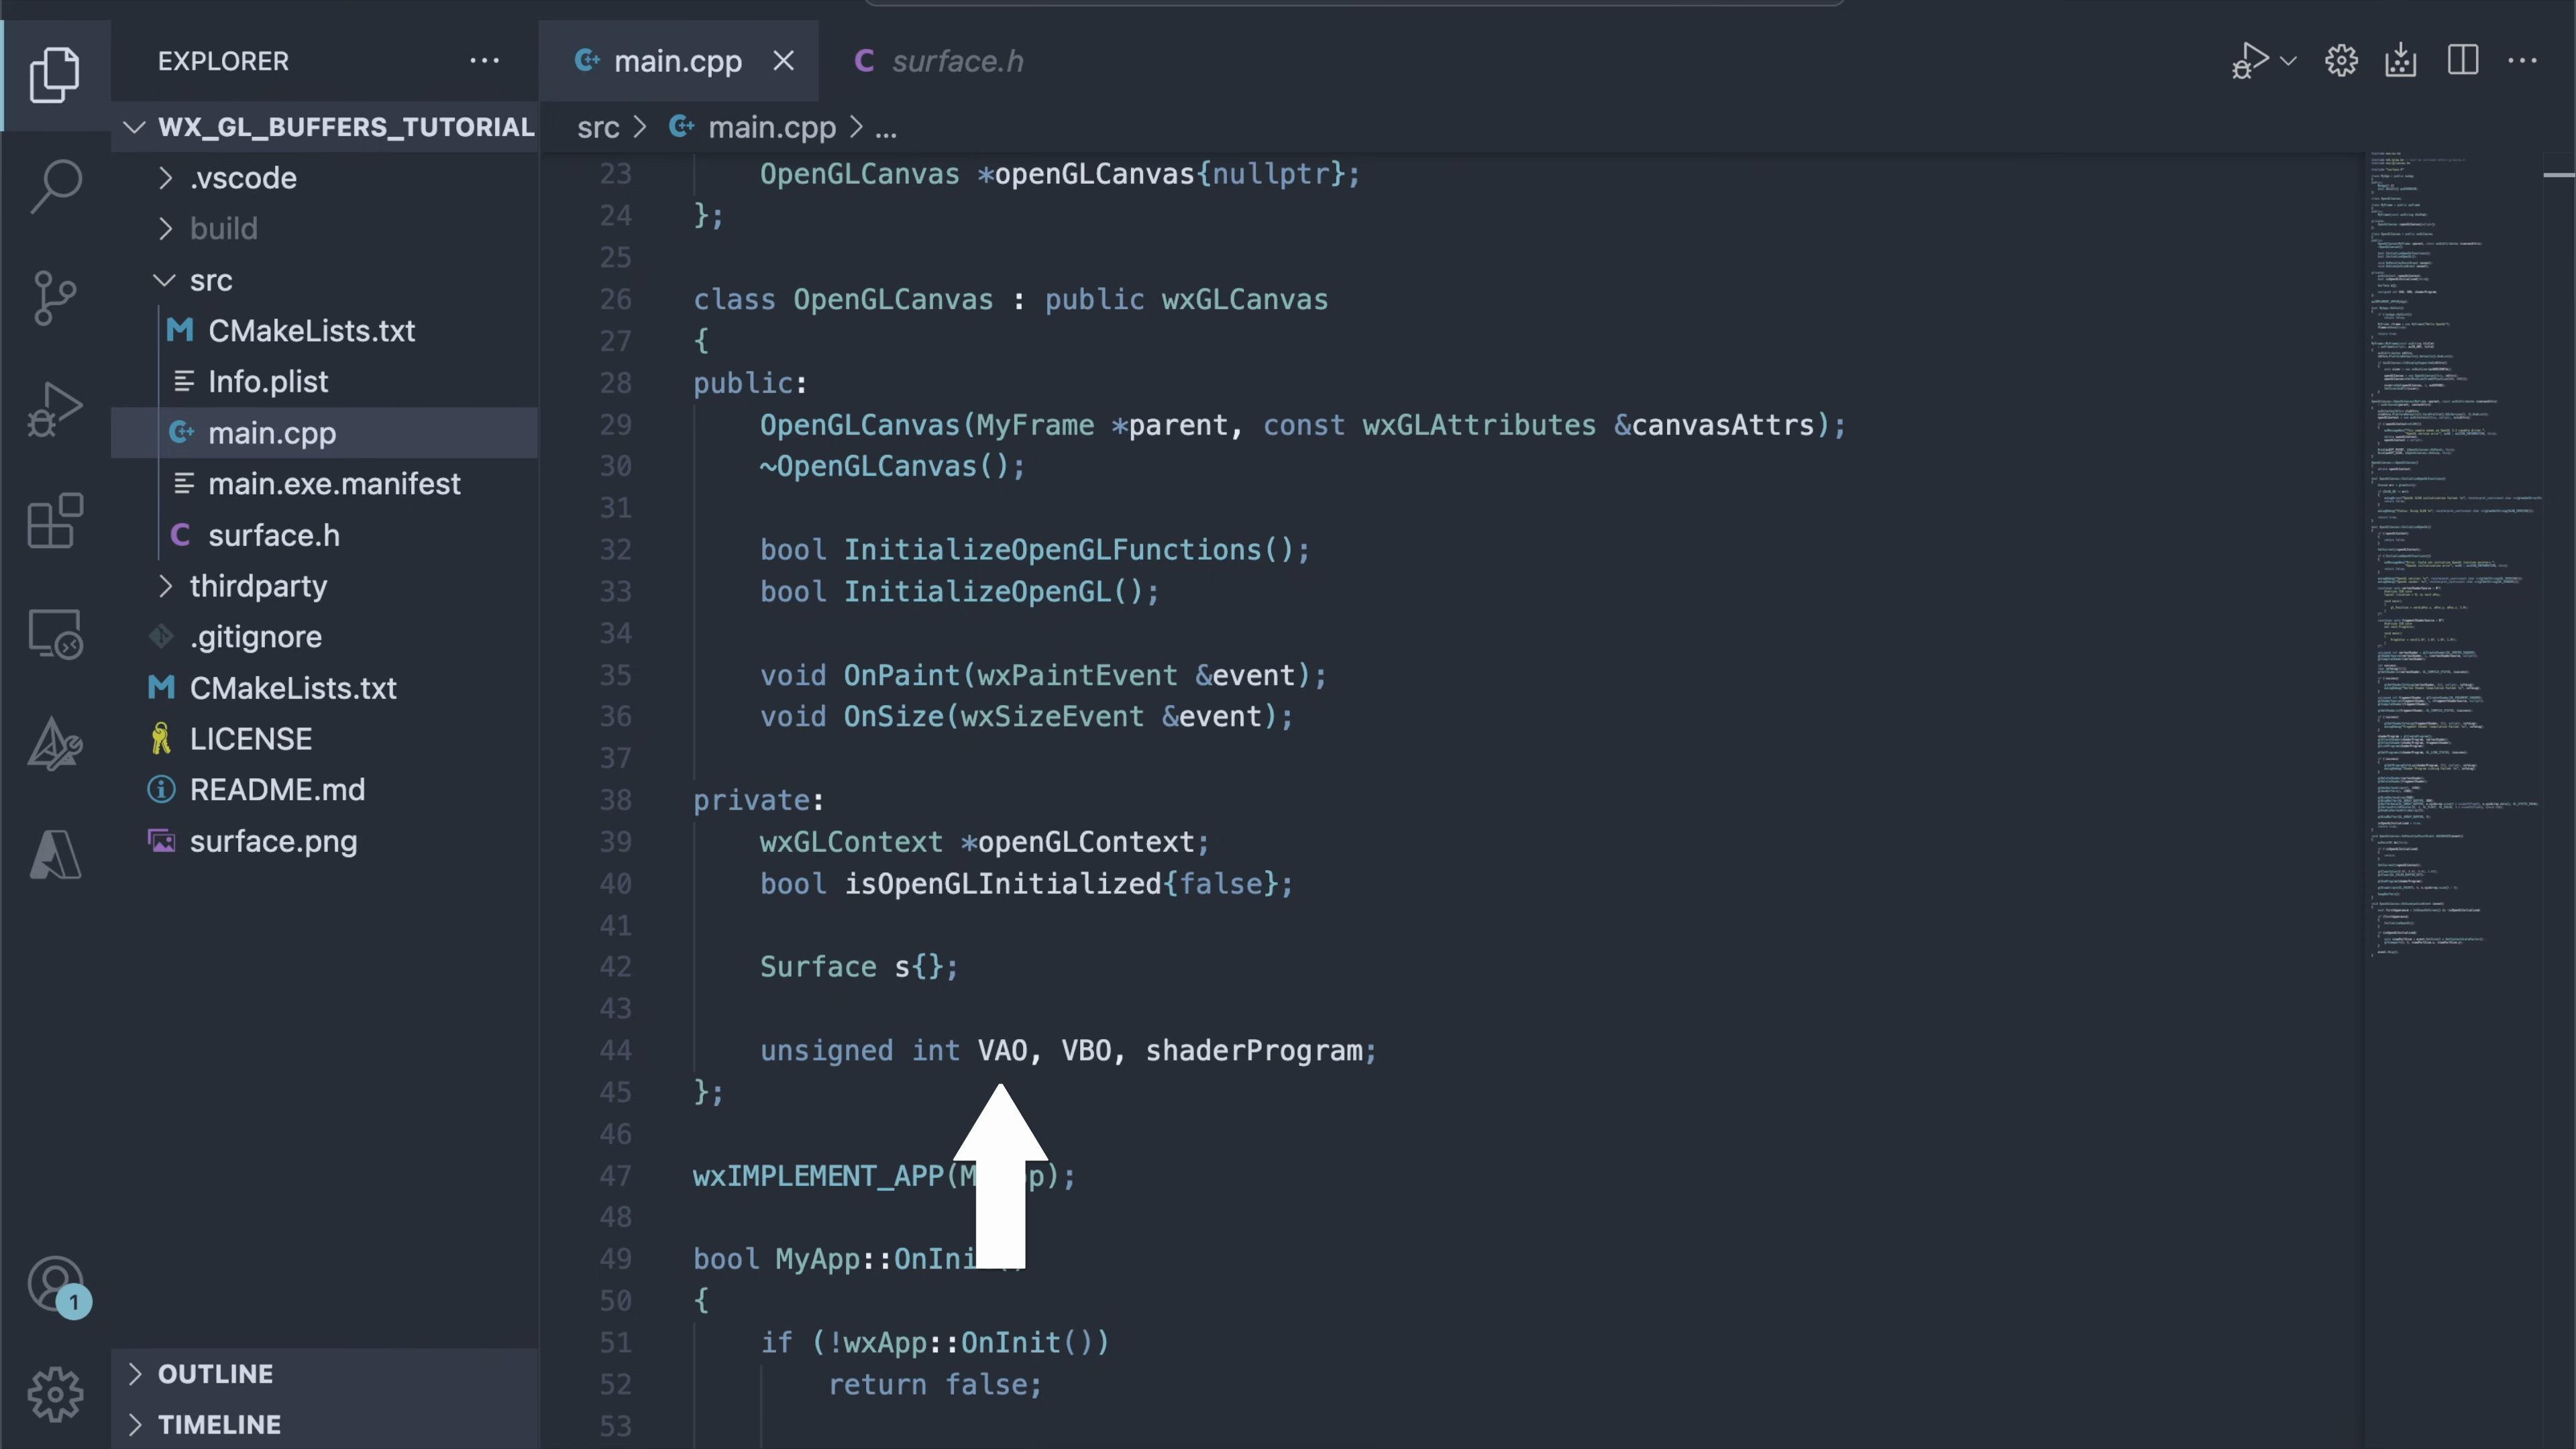 EXPLORER
main.cpp
surface.h
WX_GL_BUFFERS_TUTORIAL
src > main.cpp > ...
.vscode
build
src
CMakeLists.txt
Info.plist
main.cpp
main.exe.manifest
surface.h
thirdparty
.gitignore
CMakeLists.txt
LICENSE
README.md
surface.png
1
OUTLINE
TIMELINE
23 OpenGLCanvas *openGLCanvas{nullptr};
24 };
25
26 class OpenGLCanvas : public wxGLCanvas
27 {
28 public:
29 OpenGLCanvas(MyFrame *parent, const wxGLAttributes &canvasAttrs);
30 ~OpenGLCanvas();
31
32 bool InitializeOpenGLFunctions();
33 bool InitializeOpenGL();
34
35 void OnPaint(wxPaintEvent &event);
36 void OnSize(wxSizeEvent &event);
37
38 private:
39 wxGLContext *openGLContext;
40 bool isOpenGLInitialized{false};
41
42 Surface s{};
43
44 unsigned int VAO, VBO, shaderProgram;
45 };
46
47 wxIMPLEMENT_APP(M p);
48
49 bool MyApp::OnIni
50 {
51 if (!wxApp::OnInit())
52 return false;
53